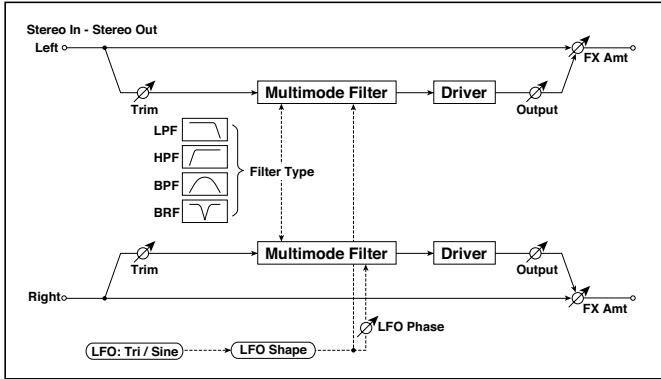 Stereo In - Stereo Out
Left
FX Amt
Trim
Multimode Filter
Driver
Output
LPF
HPF
BPF
BRF
Filter Type
Trim
Multimode Filter
Driver
Output
Right
FX Amt
LFO Phase
LFO: Tri / Sine
LFO Shape